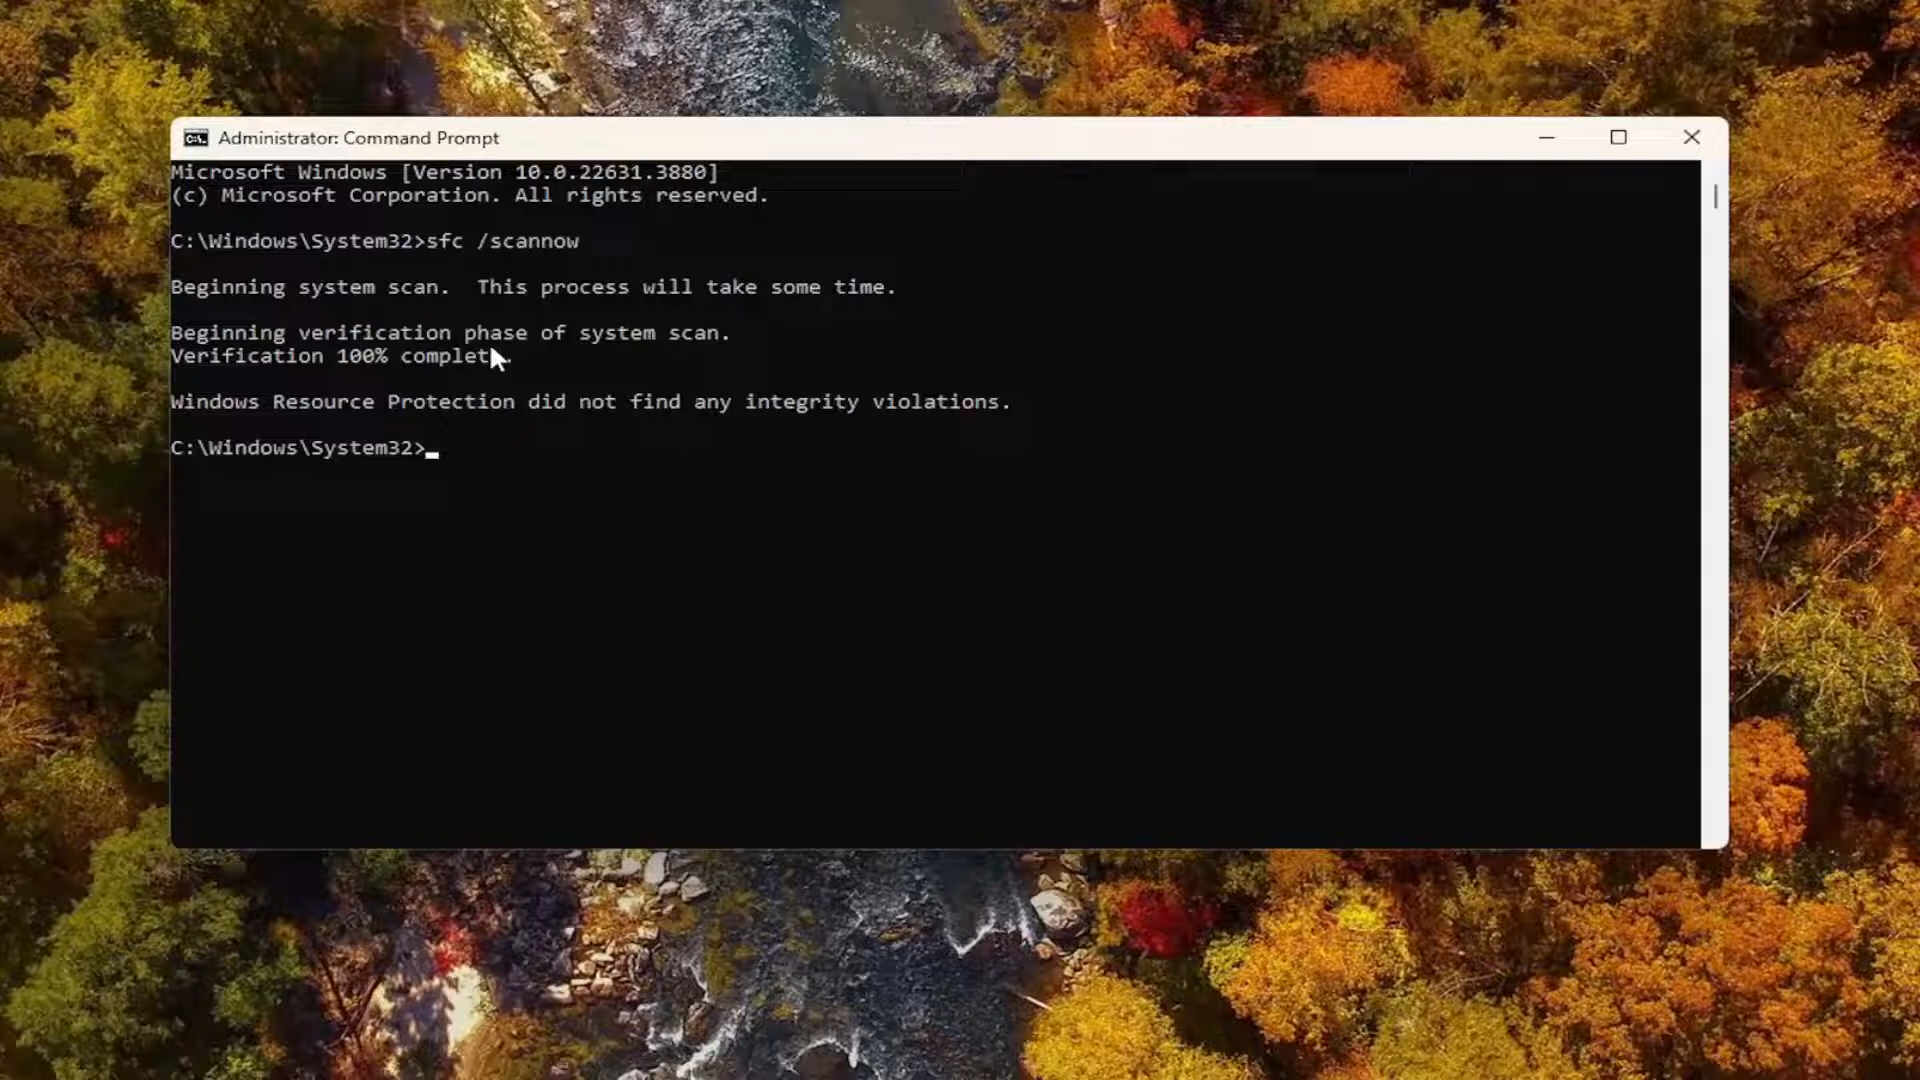 Administrator: Command Prompt
Microsoft Windows [Version 10.0.22631.3880]
(c) Microsoft Corporation. All rights reserved.
C:\Windows\System32>sfc /scannow
Beginning system scan.  This process will take some time.
Beginning verification phase of system scan.
Verification 100% complete.
Windows Resource Protection did not find any integrity violations.
C:\Windows\System32>